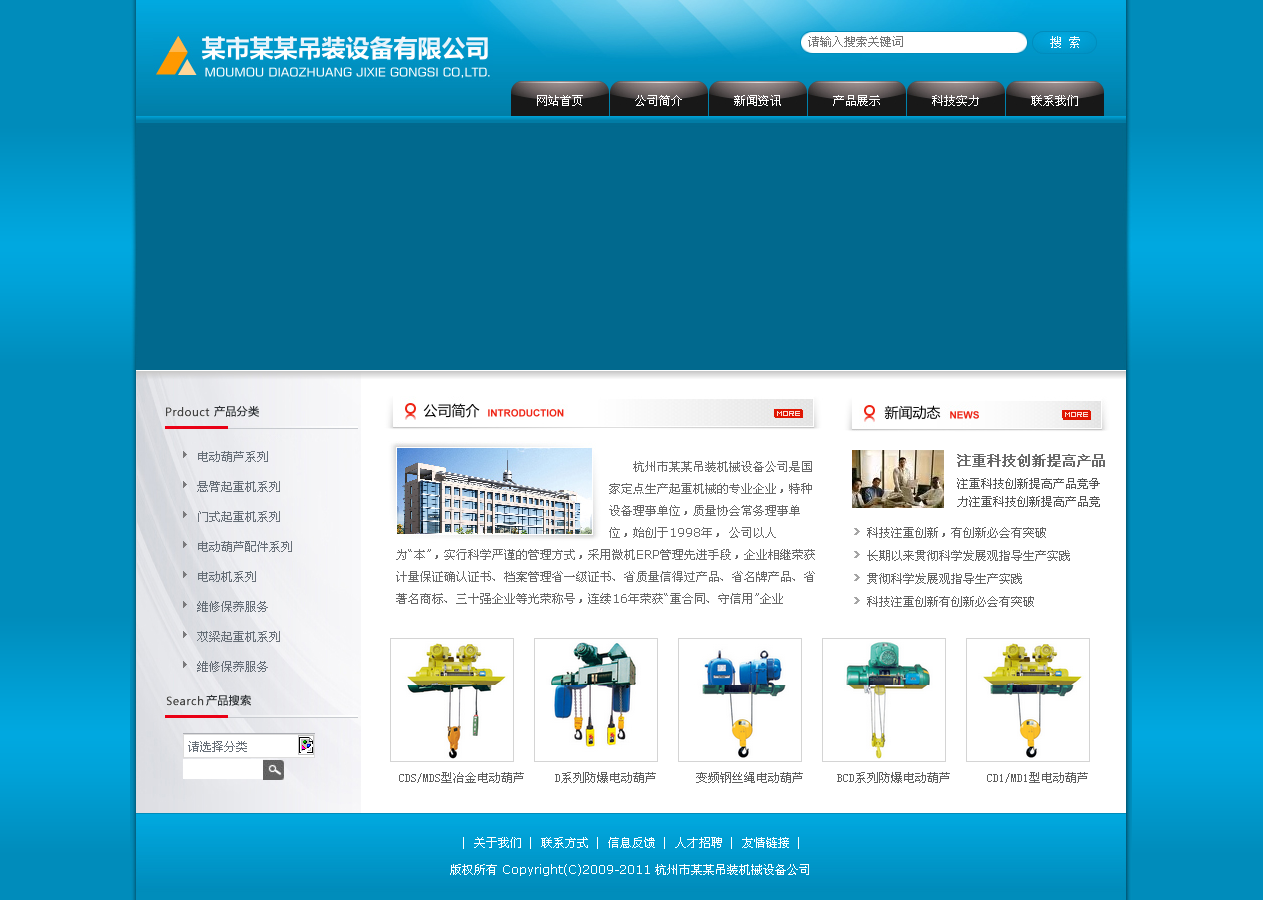 某市某某吊装设备有限公司
MOUMOU DIAOZHUANG JIXIE GONGSI CO,LTD.
请输入搜索关键词
搜 索
网站首页
公司简介
新闻资讯
产品展示
科技实力
联系我们
Prdouct 产品分类
电动葫芦系列
悬臂起重机系列
门式起重机系列
电动葫芦配件系列
电动机系列
维修保养服务
双梁起重机系列
维修保养服务
Search 产品搜索
请选择分类
公司简介 INTRODUCTION
MORE
杭州市某某吊装机械设备公司是国
家定点生产起重机械的专业企业，特种
设备理事单位，质量协会常务理事单
位，始创于1998年， 公司以人
为“本”，实行科学严谨的管理方式，采用微机ERP管理先进手段，企业相继荣获
计量保证确认证书、档案管理省一级证书、省质量信得过产品、省名牌产品、省
著名商标、三十强企业等光荣称号，连续16年荣获“重合同、守信用”企业
新闻动态 NEWS
MORE
注重科技创新提高产品
注重科技创新提高产品竞争
力注重科技创新提高产品竞
科技注重创新，有创新必会有突破
长期以来贯彻科学发展观指导生产实践
贯彻科学发展观指导生产实践
科技注重创新有创新必会有突破
CDS/MDS型冶金电动葫芦
D系列防爆电动葫芦
变频钢丝绳电动葫芦
BCD系列防爆电动葫芦
CD1/MD1型电动葫芦
| 关于我们 | 联系方式 | 信息反馈 | 人才招聘 | 友情链接 |
版权所有 Copyright(C)2009-2011 杭州市某某吊装机械设备公司